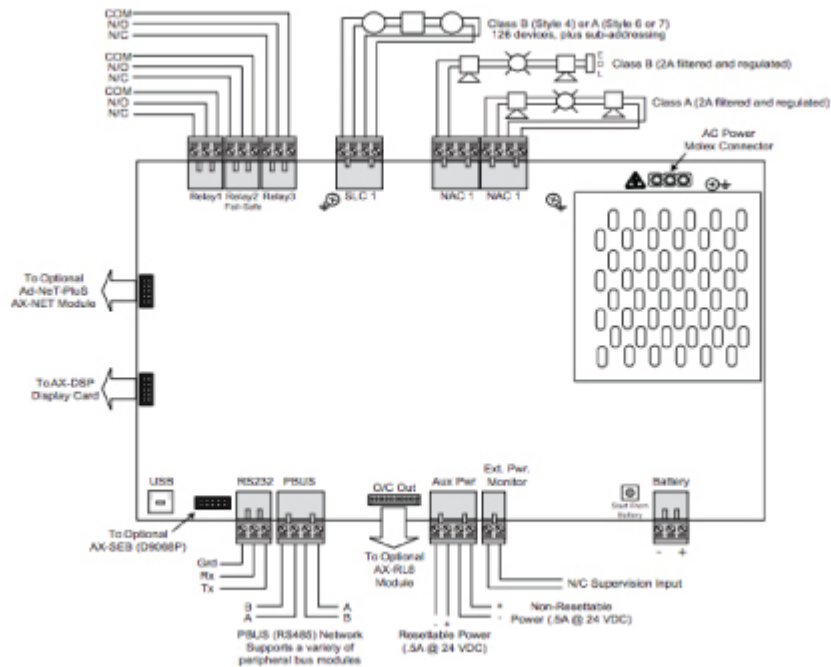 COM
N/O
N/C
COM
N/O
N/C
COM
N/O
N/C
Class B (Style 4) or A (Style 6 or 7)
126 devices, plus sub-addressing
E
O
L
Class B (2A filtered and regulated)
Class A (2A filtered and regulated)
AC Power
Molex Connector
Relay1 Relay2 Relay3
Fail-Safe
SLC 1
NAC 1
NAC 1
To Optional
Ad-NeT-PluS
AX-NET Module
To AX-DSP
Display Card
USB
RS232
PBUS
O/C Out
Aux Pwr
Ext. Pwr.
Monitor
Start From
Battery
Battery
- +
To Optional
AX-SEB (D9068P)
Grd
Rx
Tx
To Optional
AX-RL8
Module
N/C Supervision Input
B
A
A
B
PBUS (RS485) Network
Supports a variety of
peripheral bus modules
- +
Resettable Power
(.5A @ 24 VDC)
+
-
Non-Resettable
Power (.5A @ 24 VDC)